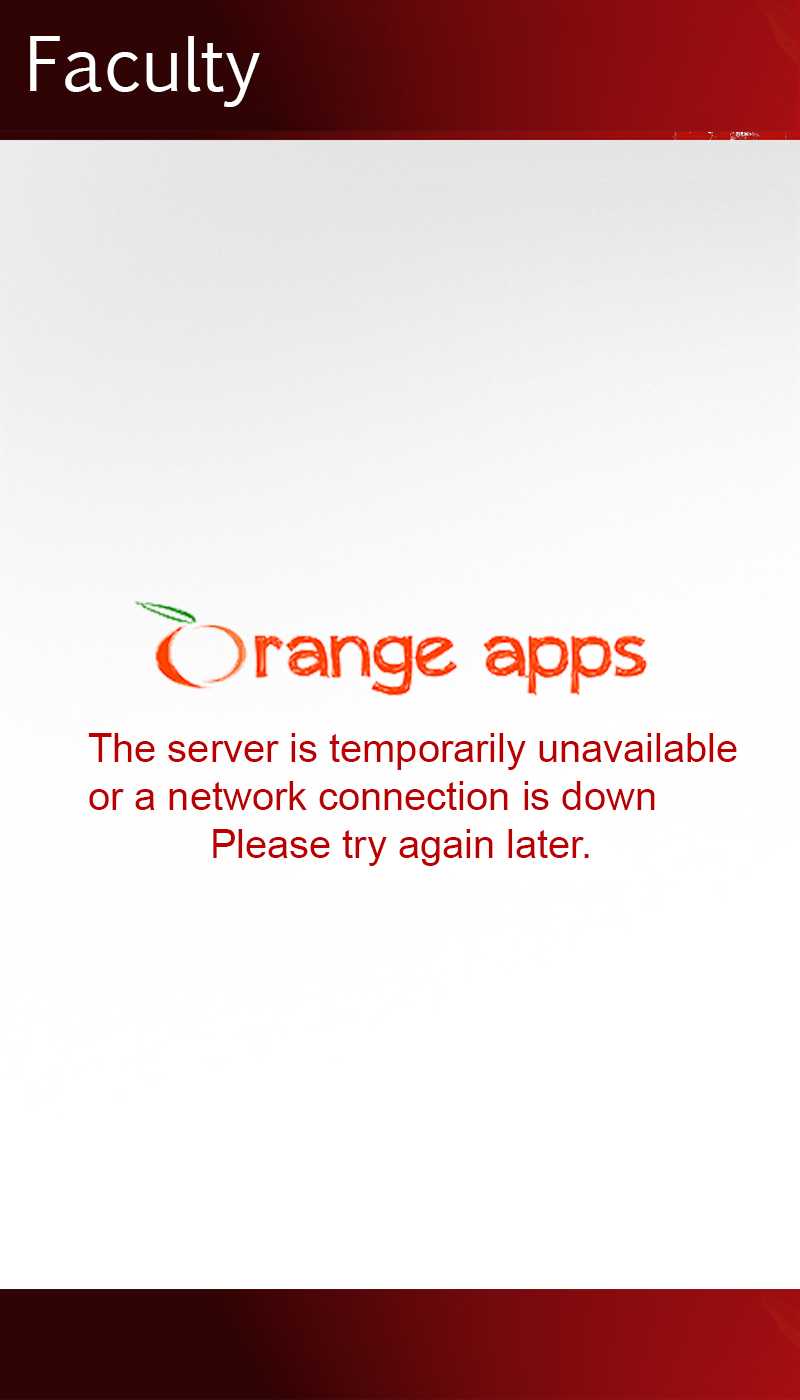 Faculty
Orange apps
The server is temporarily unavailable
or a network connection is down
Please try again later.